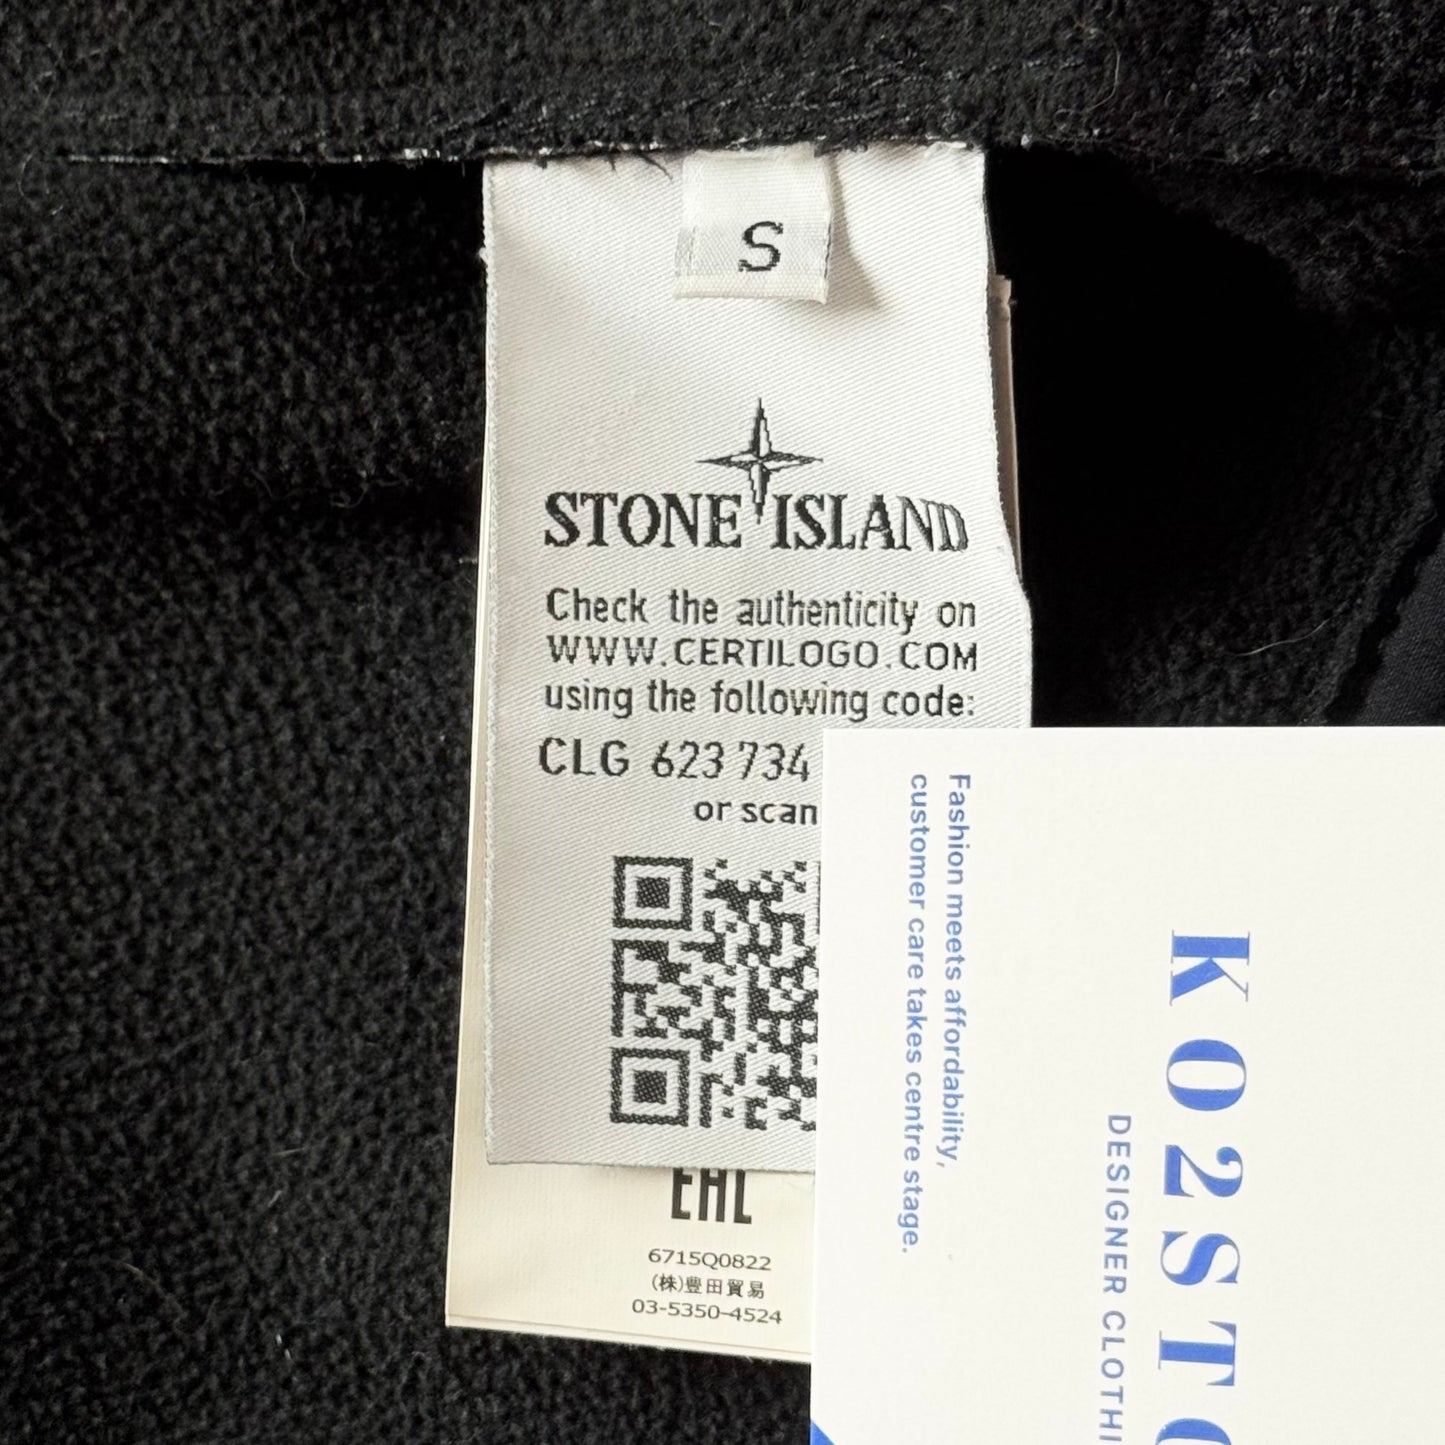 S
STONE ISLAND
Check the authenticity on
WWW.CERTILOGO.COM
using the following code:
CLG 623 734
or scan
EAC
6715Q0822
(株)豊田貿易
03-5350-4524
Fashion meets affordability,
customer care takes centre stage.
KO2STO
DESIGNER CLOTHI